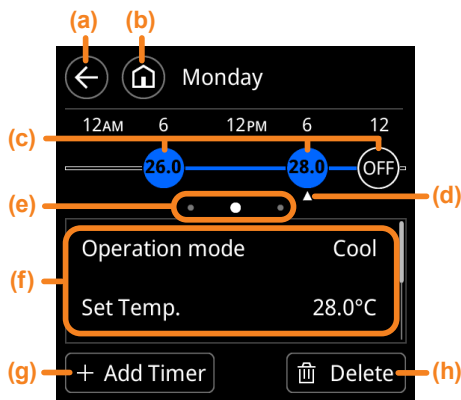 (a) (b)
Monday
12AM 6 12PM 6 12
(c)
26.0 28.0 OFF
(d)
(e)
Operation mode Cool
(f)
Set Temp. 28.0°C
(g) + Add Timer Delete (h)